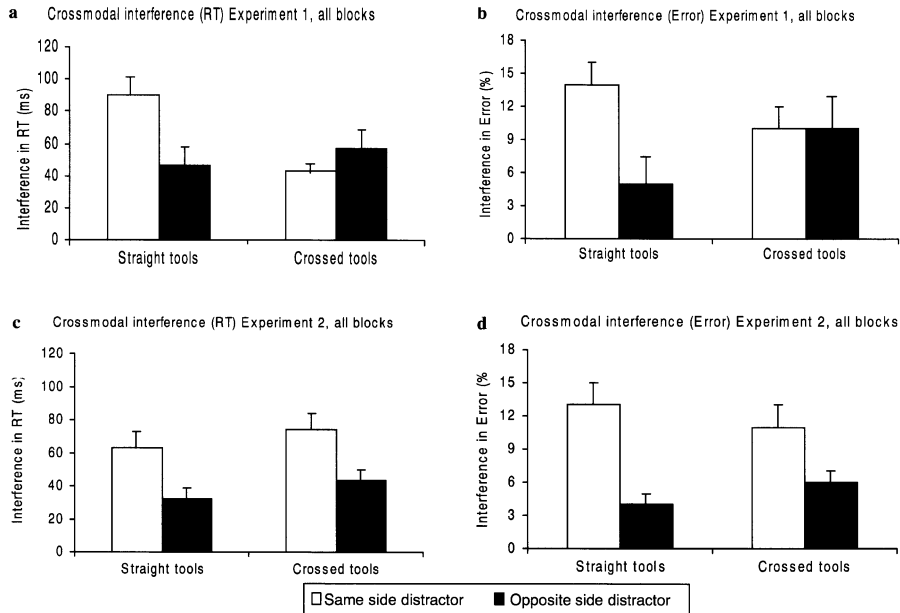 a Crossmodal interference (RT) Experiment 1, all blocks
Interference in RT (ms)
120
100
80
60
40
20
0
Straight tools Crossed tools
b Crossmodal interference (Error) Experiment 1, all blocks
Interference in Error (%)
18
15
12
9
6
3
0
Straight tools Crossed tools
c Crossmodal interference (RT) Experiment 2, all blocks
Interference in RT (ms)
120
100
80
60
40
20
0
Straight tools Crossed tools
d Crossmodal interference (Error) Experiment 2, all blocks
Interference in Error (%
18
15
12
9
6
3
0
Straight tools Crossed tools
Same side distractor Opposite side distractor